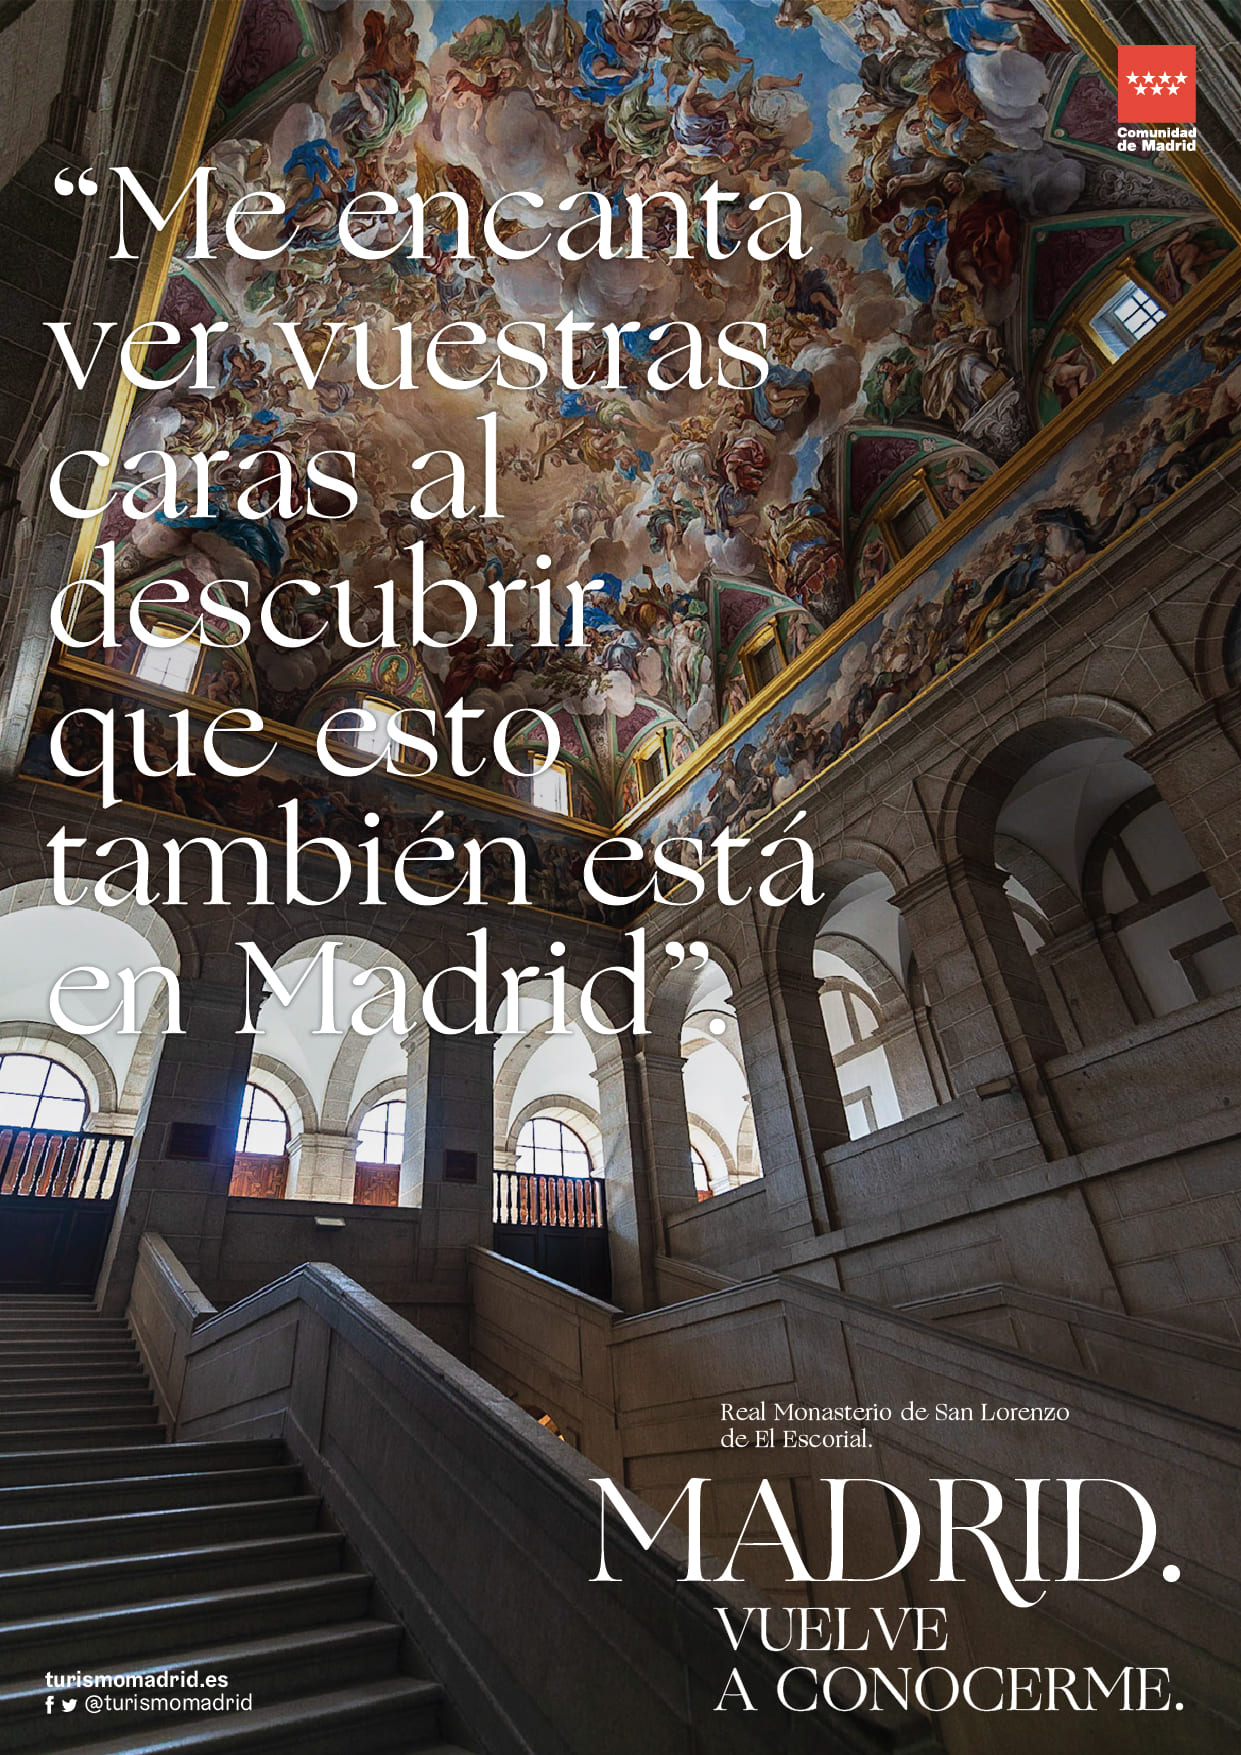 Comunidad
de Madrid
“Me encanta
ver vuestras
caras al
descubrir
que esto
también está
en Madrid”.
Real Monasterio de San Lorenzo
de El Escorial.
MADRID.
VUELVE
A CONOCERME.
turismomadrid.es
@turismomadrid